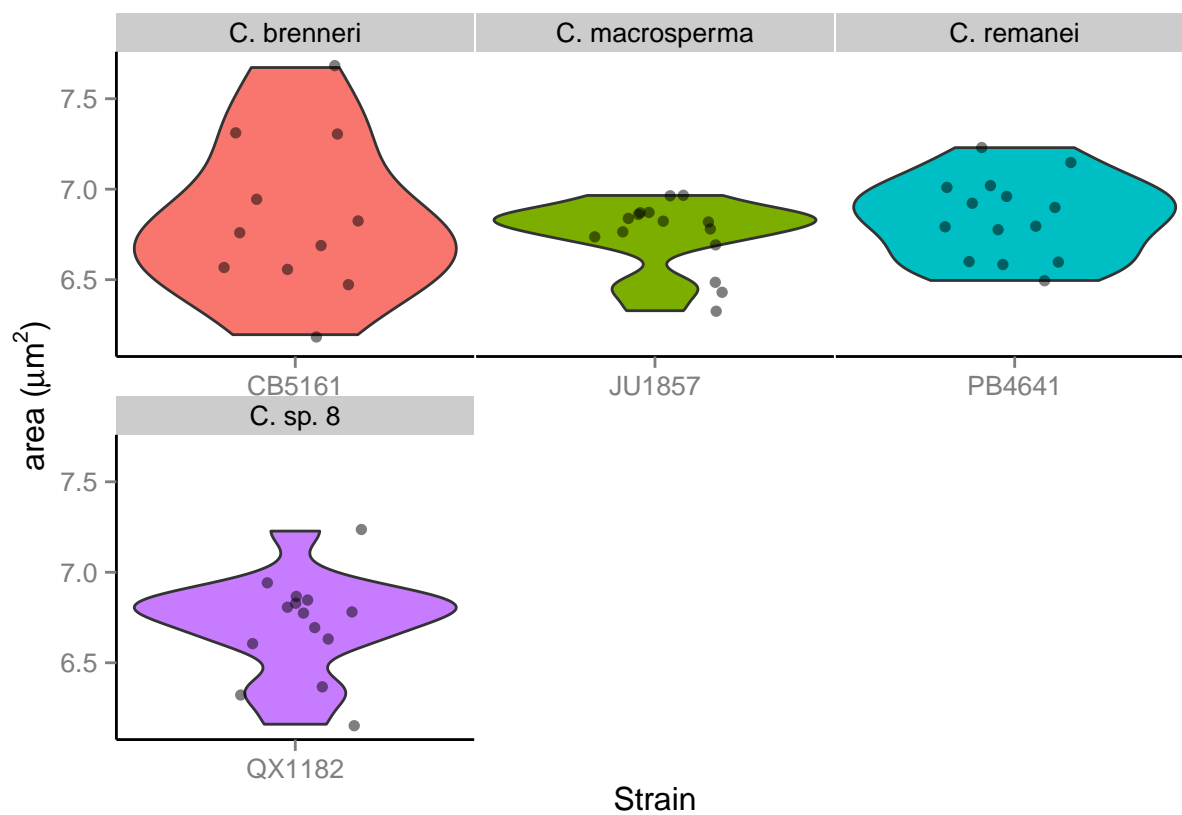 C. brenneri C. macrosperma C. remanei
7.5
7.0
6.5
CB5161 JU1857 PB4641
C. sp. 8
area (μm²)
7.5
7.0
6.5
QX1182
Strain